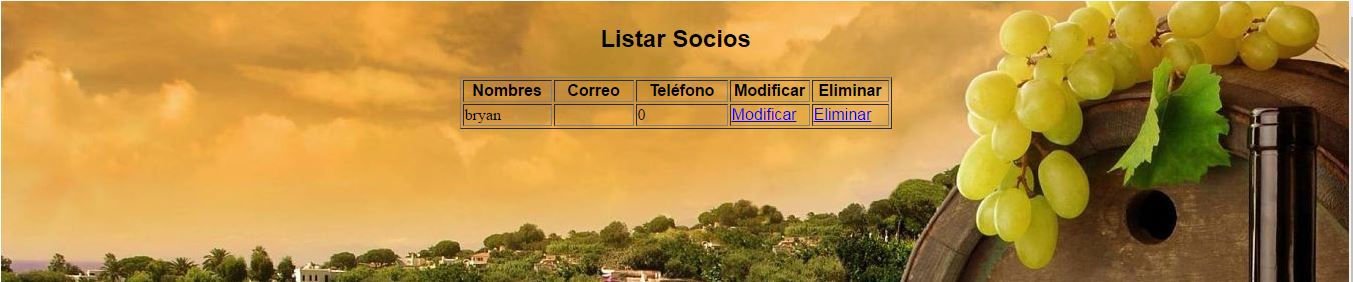 Listar Socios
Nombres Correo Teléfono Modificar Eliminar
bryan 0 Modificar Eliminar